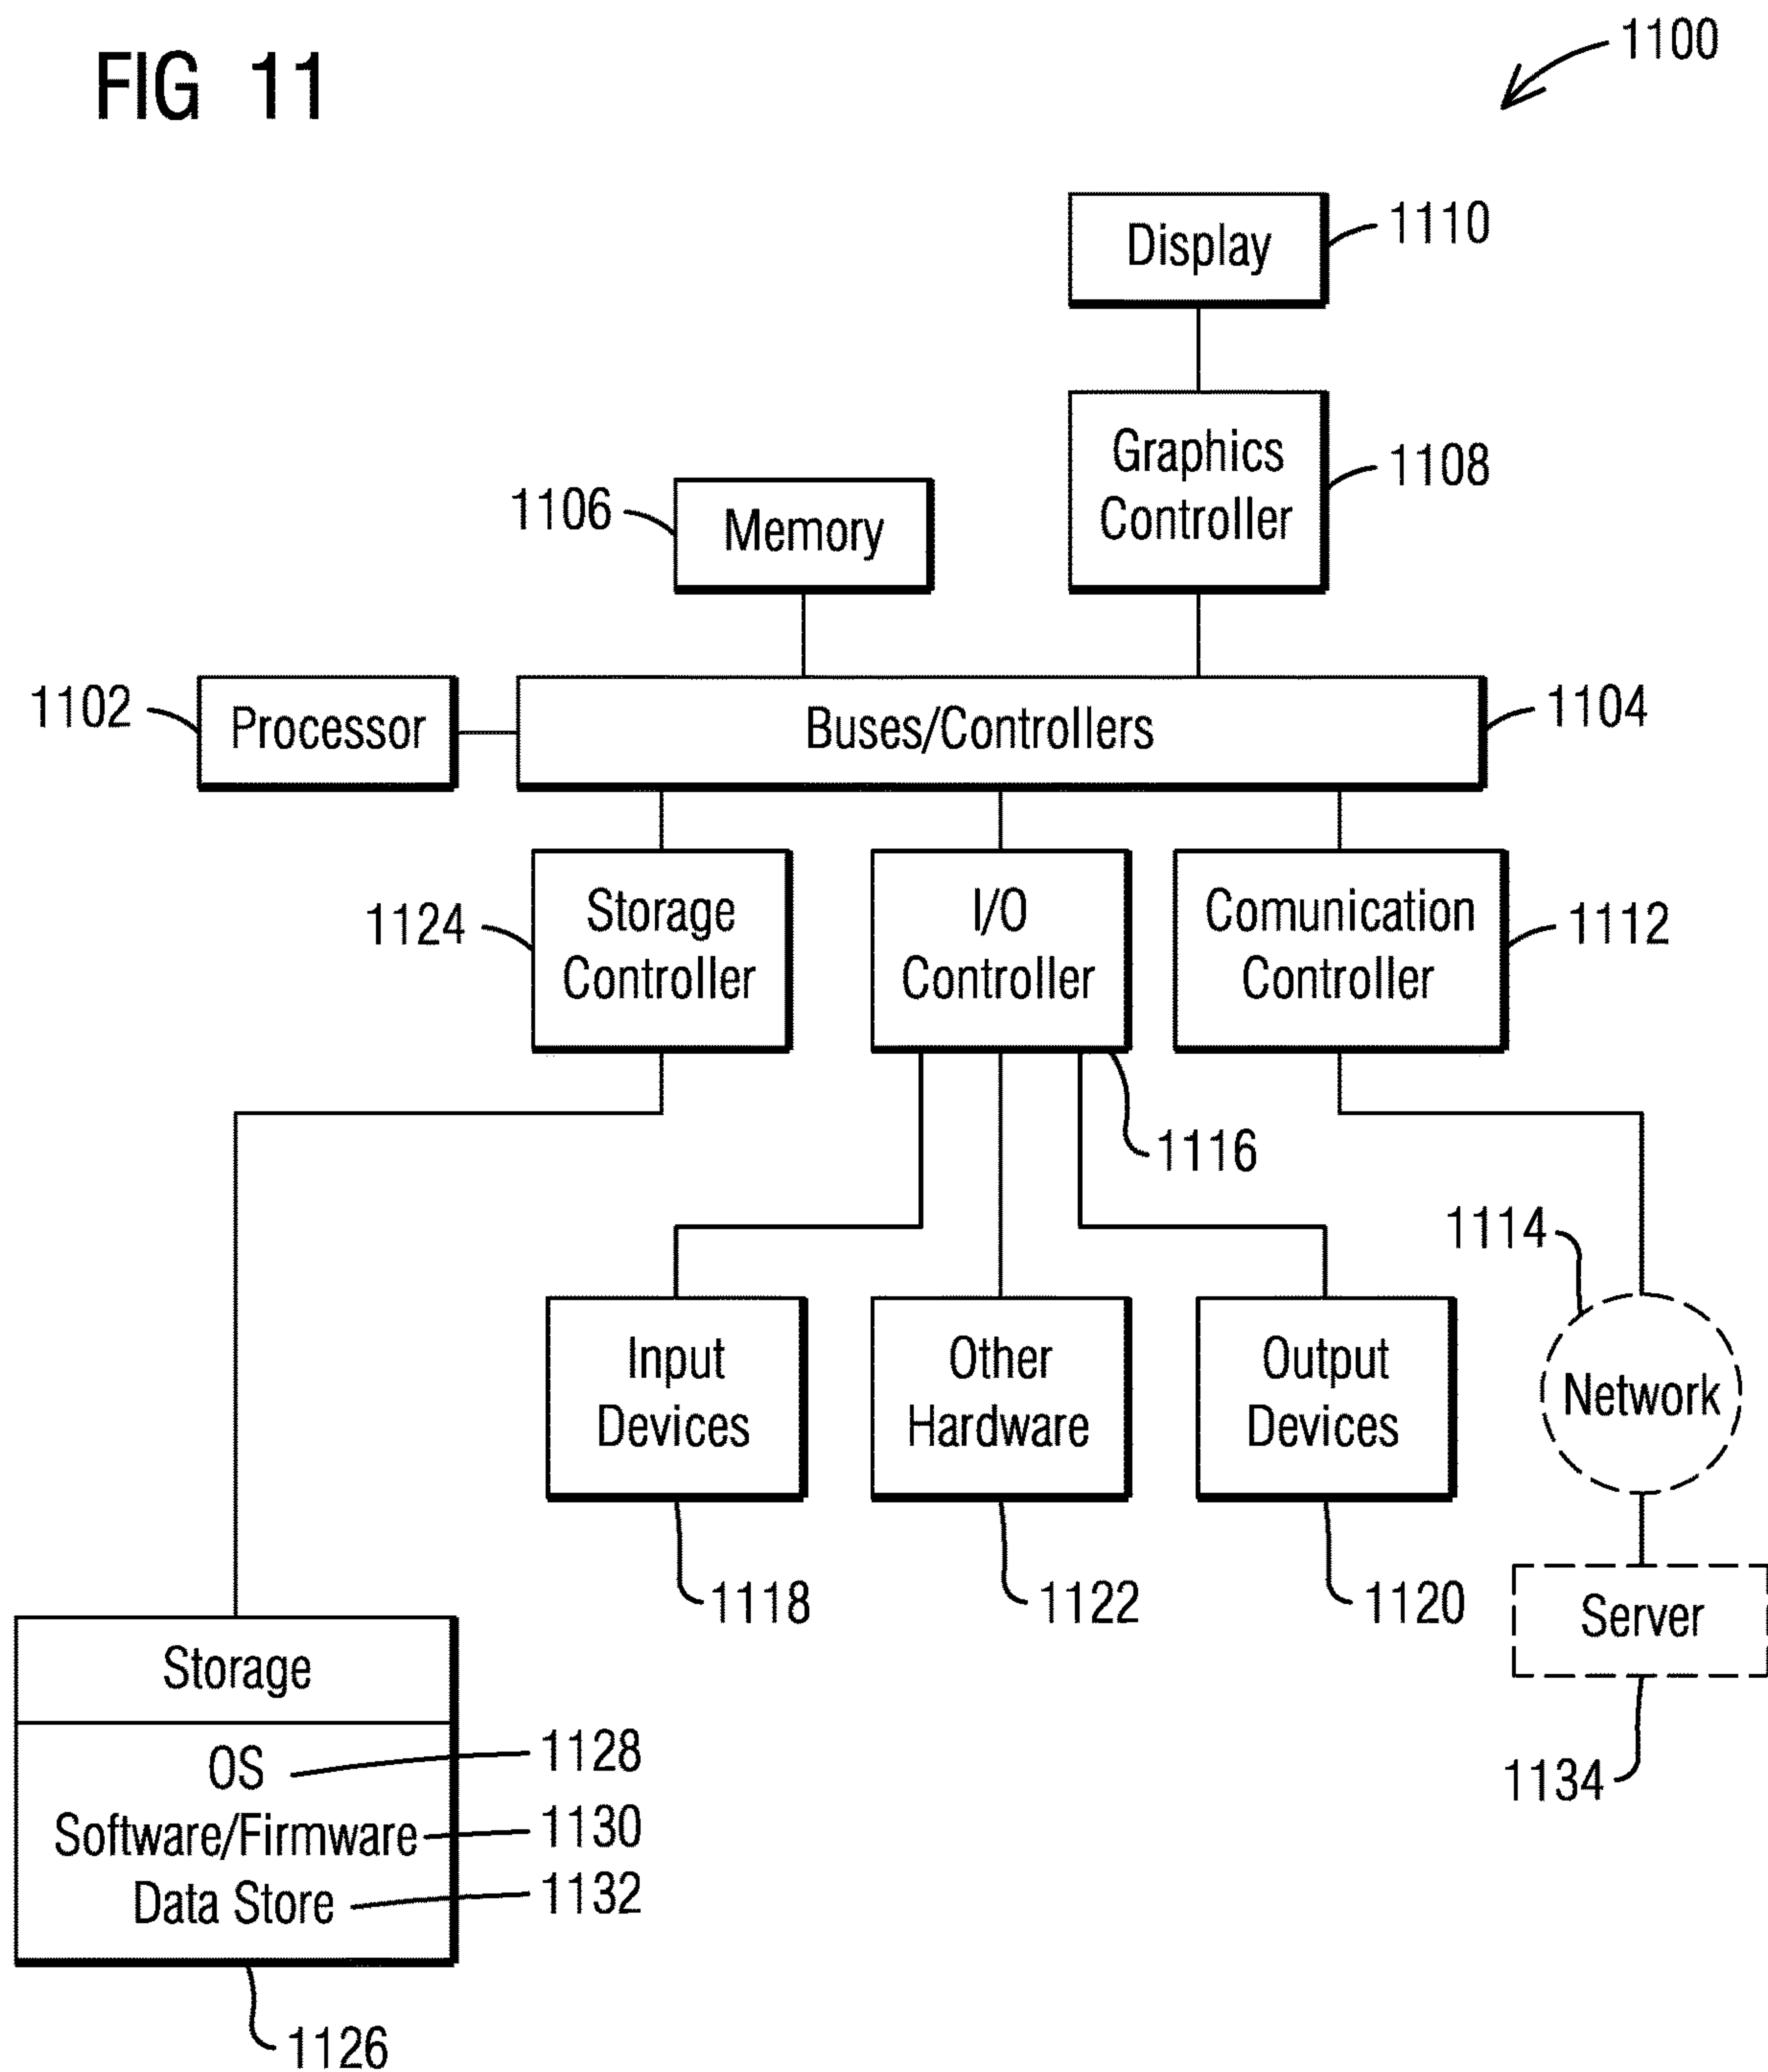 FIG 11
1100
Display
1110
Graphics
Controller
1108
1106
Memory
1102
Processor
Buses/Controllers
1104
1124
Storage
Controller
I/O
Controller
1116
Comunication
Controller
1112
1114
Network
Input
Devices
1118
Other
Hardware
1122
Output
Devices
1120
Server
1134
Storage
OS
1128
Software/Firmware
1130
Data Store
1132
1126